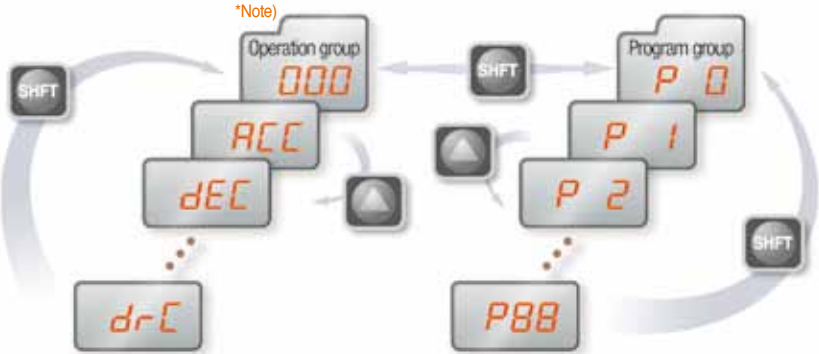 *Note)
Operation group
000
SHFT
ACC
dEC
drC
SHFT
Program group
P 0
P 1
P 2
P88
SHFT